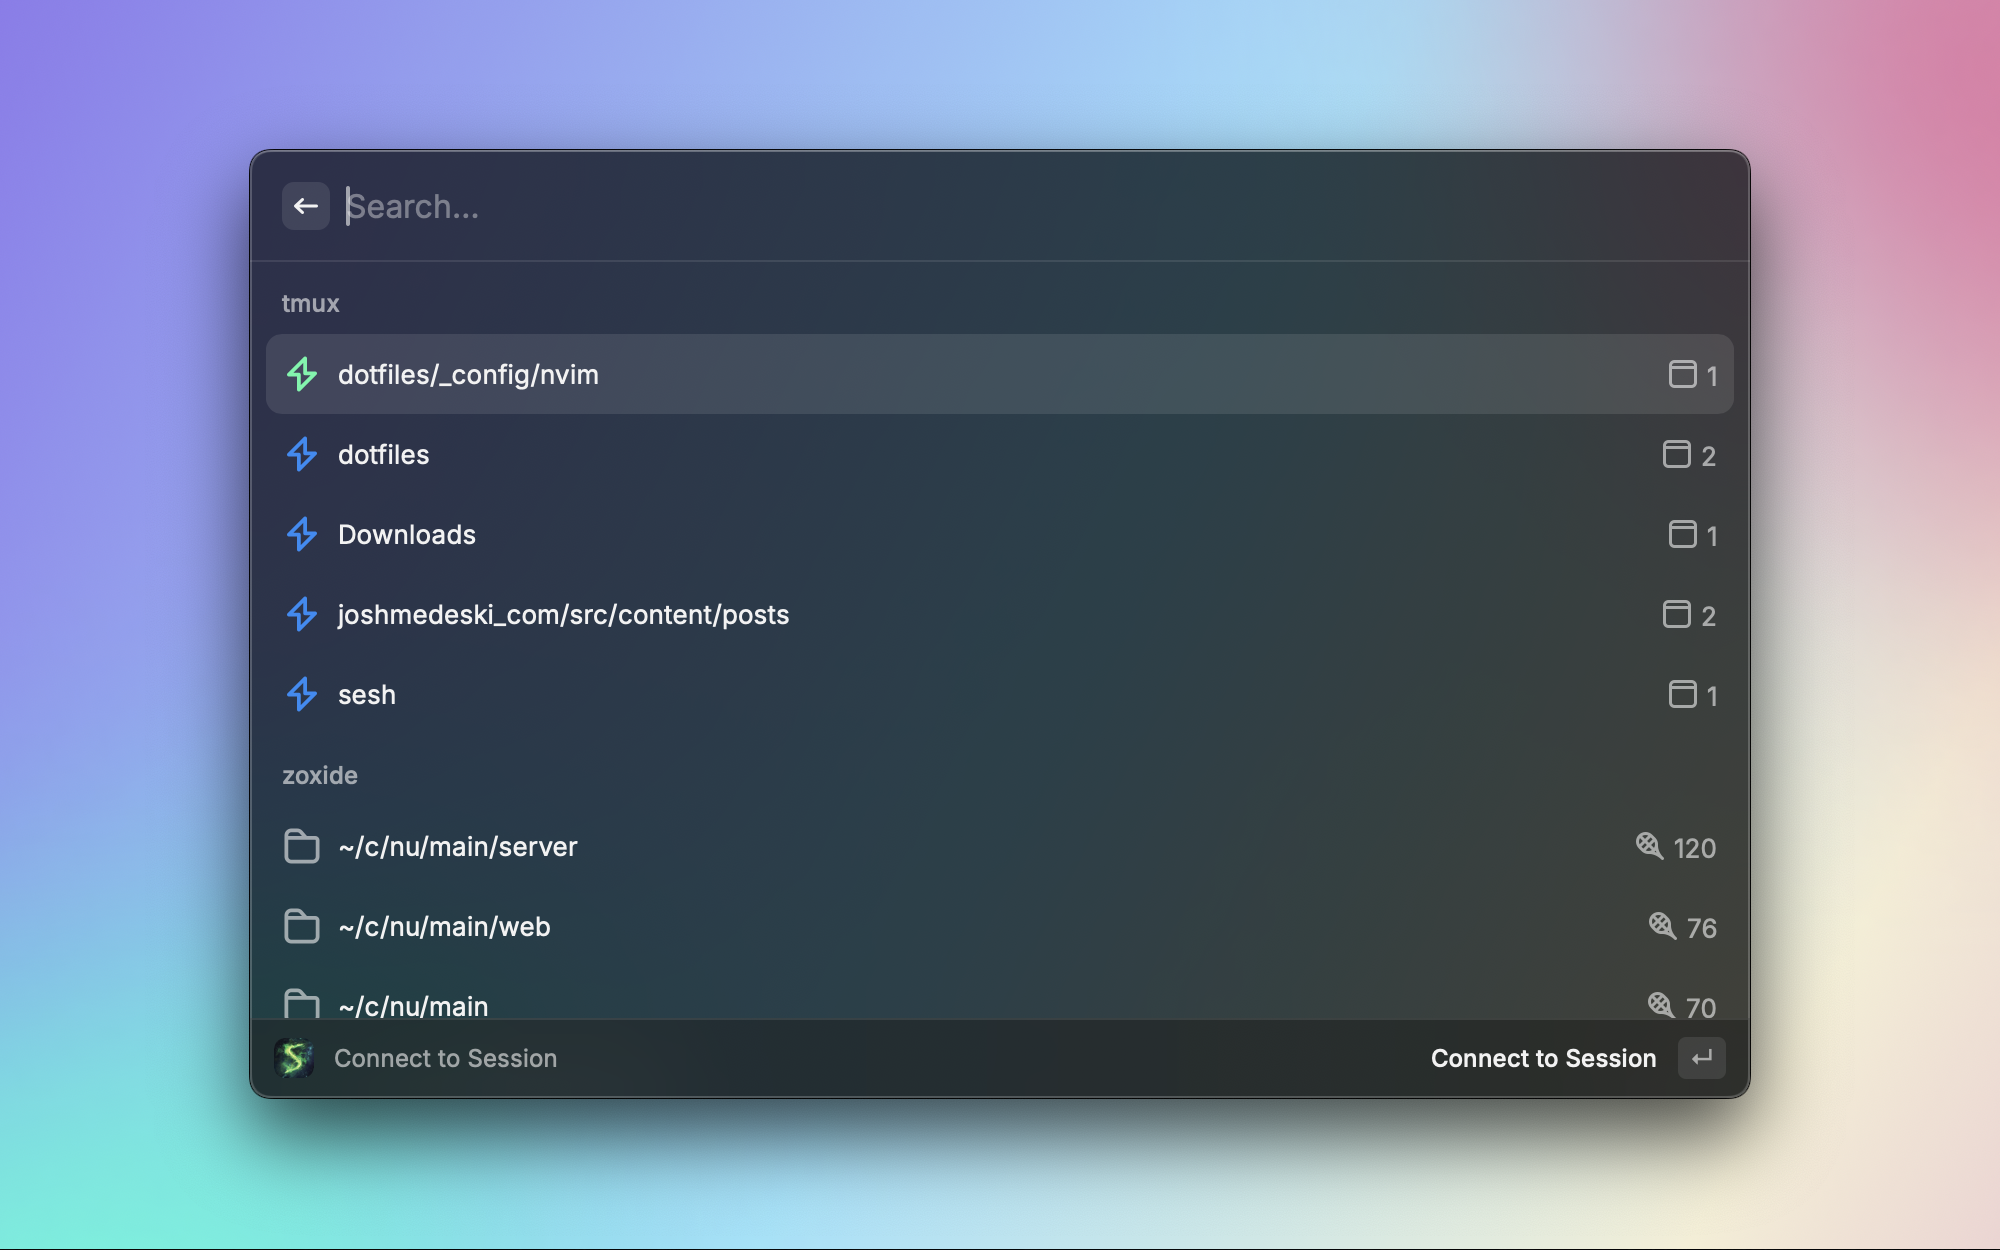 Search...
tmux
dotfiles/_config/nvim 1
dotfiles 2
Downloads 1
joshmedeski_com/src/content/posts 2
sesh 1
zoxide
~/c/nu/main/server 120
~/c/nu/main/web 76
~/c/nu/main 70
Connect to Session Connect to Session